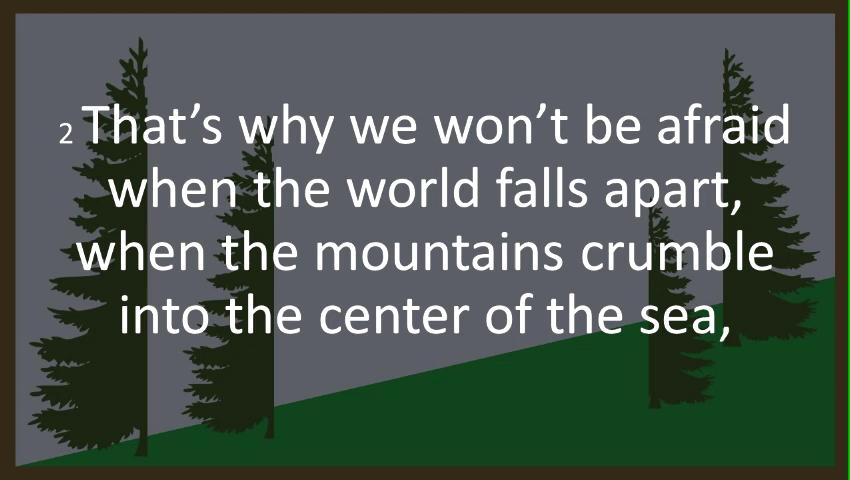 2 That’s why we won’t be afraid
when the world falls apart,
when the mountains crumble
into the center of the sea,